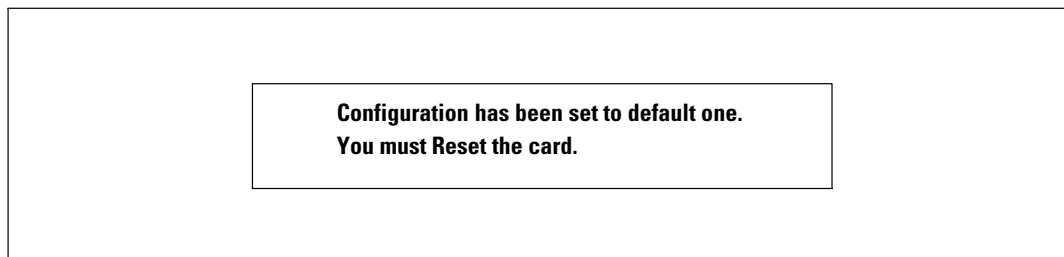 Configuration has been set to default one.
You must Reset the card.